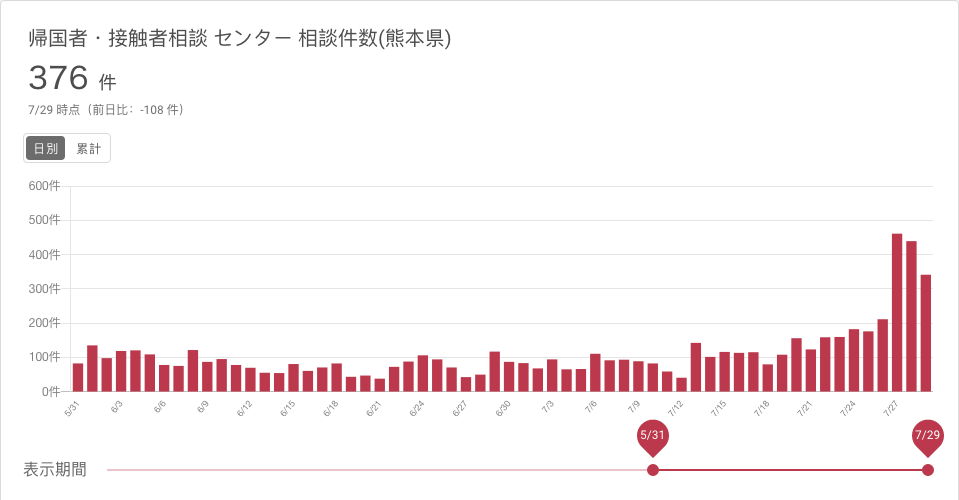 帰国者・接触者相談 センター 相談件数(熊本県)
376 件
7/29 時点（前日比： -108 件）
日別 累計
600件
500件
400件
300件
200件
100件
0件
5/31 6/3 6/6 6/9 6/12 6/15 6/18 6/21 6/24 6/27 6/30 7/3 7/6 7/9 7/12 7/15 7/18 7/21 7/24 7/27
5/31 7/29
表示期間